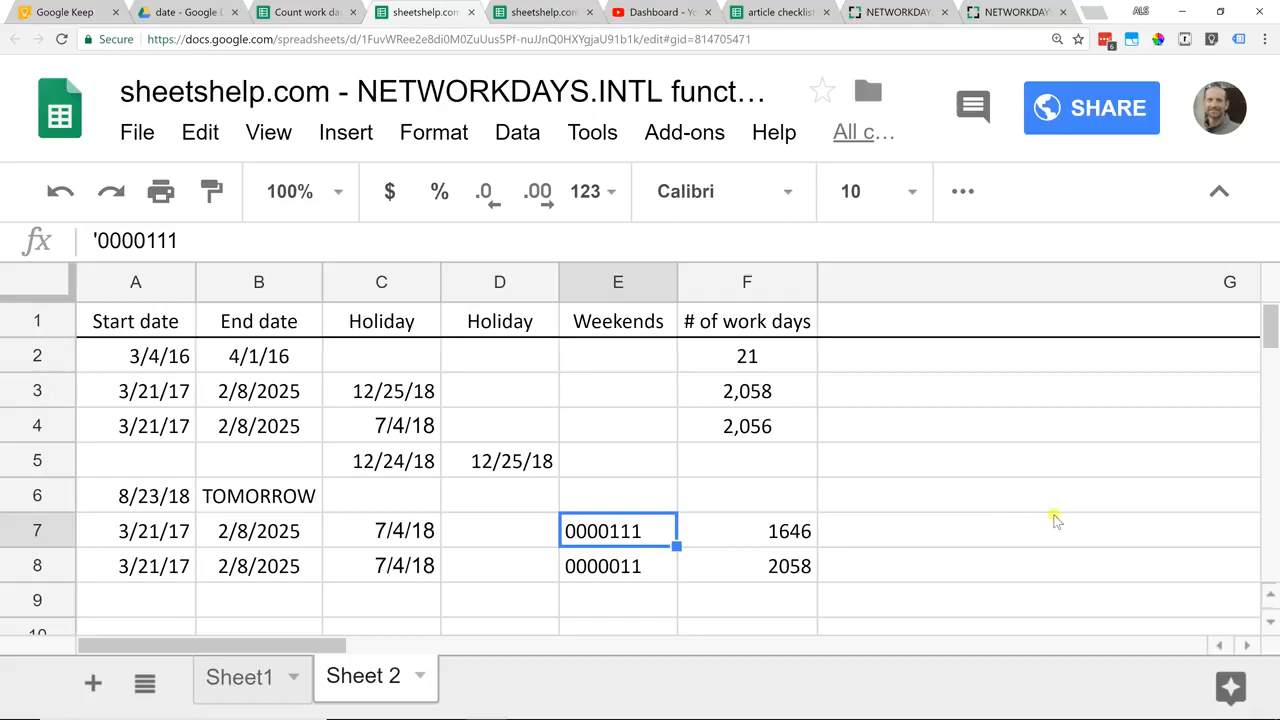 Google Keep
date - Google D
Count work da
sheetshelp.com
sheetshelp.com
Dashboard - Yo
article checklist
NETWORKDAY
NETWORKDAY
ALS
Secure https://docs.google.com/spreadsheets/d/1FuvWRee2e8di0M0ZuUus5Pf-nuJJnQ0HXYgjaU91b1k/edit#gid=814705471
6
sheetshelp.com - NETWORKDAYS.INTL funct…
File Edit View Insert Format Data Tools Add-ons Help All c…
SHARE
100% $ % .0 .00 123 Calibri 10
fx '0000111
A B C D E F G
1 Start date End date Holiday Holiday Weekends # of work days
2 3/4/16 4/1/16 21
3 3/21/17 2/8/2025 12/25/18 2,058
4 3/21/17 2/8/2025 7/4/18 2,056
5 12/24/18 12/25/18
6 8/23/18 TOMORROW
7 3/21/17 2/8/2025 7/4/18 0000111 1646
8 3/21/17 2/8/2025 7/4/18 0000011 2058
9
10
Sheet1 Sheet 2